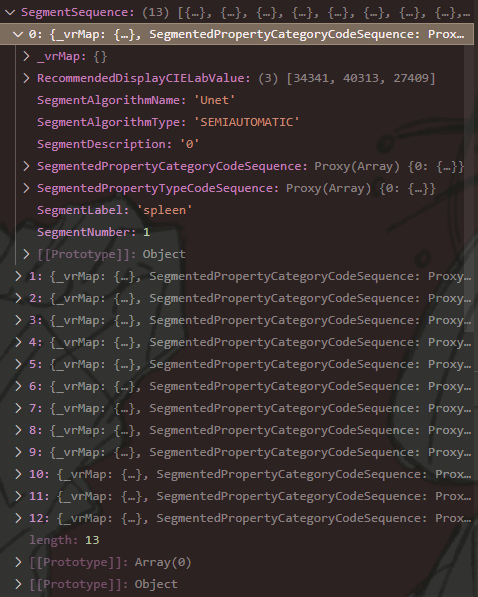 SegmentSequence: (13) [{…}, {…}, {…}, {…}, {…}, {…}, {…}, {…},…
0: {_vrMap: {…}, SegmentedPropertyCategoryCodeSequence: Prox…
_vrMap: {}
RecommendedDisplayCIELabValue: (3) [34341, 40313, 27409]
SegmentAlgorithmName: 'Unet'
SegmentAlgorithmType: 'SEMIAUTOMATIC'
SegmentDescription: '0'
SegmentedPropertyCategoryCodeSequence: Proxy(Array) {0: {…}}
SegmentedPropertyTypeCodeSequence: Proxy(Array) {0: {…}}
SegmentLabel: 'spleen'
SegmentNumber: 1
[[Prototype]]: Object
1: {_vrMap: {…}, SegmentedPropertyCategoryCodeSequence: Proxy…
2: {_vrMap: {…}, SegmentedPropertyCategoryCodeSequence: Proxy…
3: {_vrMap: {…}, SegmentedPropertyCategoryCodeSequence: Proxy…
4: {_vrMap: {…}, SegmentedPropertyCategoryCodeSequence: Proxy…
5: {_vrMap: {…}, SegmentedPropertyCategoryCodeSequence: Proxy…
6: {_vrMap: {…}, SegmentedPropertyCategoryCodeSequence: Proxy…
7: {_vrMap: {…}, SegmentedPropertyCategoryCodeSequence: Proxy…
8: {_vrMap: {…}, SegmentedPropertyCategoryCodeSequence: Proxy…
9: {_vrMap: {…}, SegmentedPropertyCategoryCodeSequence: Proxy…
10: {_vrMap: {…}, SegmentedPropertyCategoryCodeSequence: Prox…
11: {_vrMap: {…}, SegmentedPropertyCategoryCodeSequence: Prox…
12: {_vrMap: {…}, SegmentedPropertyCategoryCodeSequence: Prox…
length: 13
[[Prototype]]: Array(0)
[[Prototype]]: Object